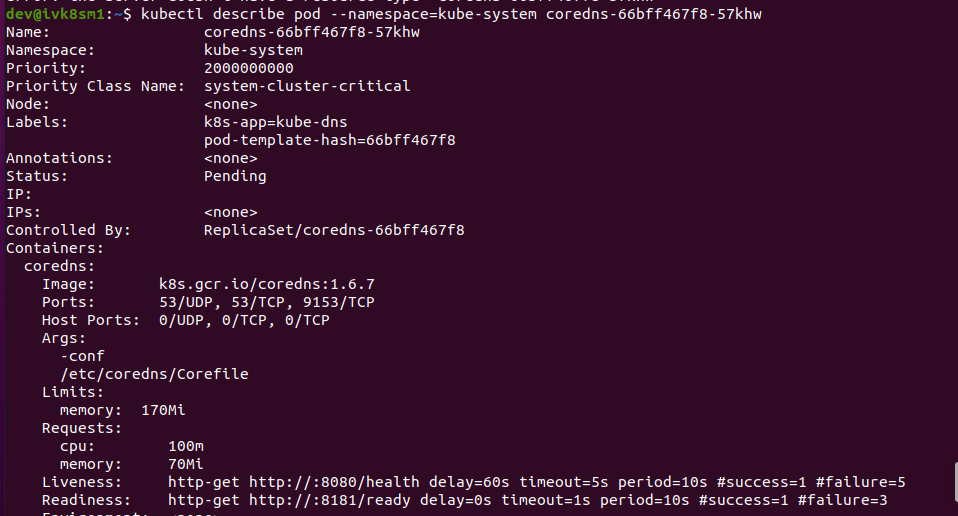 dev@ivk8sm1:~$ kubectl describe pod --namespace=kube-system coredns-66bff467f8-57khw
Name: coredns-66bff467f8-57khw
Namespace: kube-system
Priority: 2000000000
Priority Class Name: system-cluster-critical
Node: <none>
Labels: k8s-app=kube-dns
pod-template-hash=66bff467f8
Annotations: <none>
Status: Pending
IP:
IPs: <none>
Controlled By: ReplicaSet/coredns-66bff467f8
Containers:
coredns:
Image: k8s.gcr.io/coredns:1.6.7
Ports: 53/UDP, 53/TCP, 9153/TCP
Host Ports: 0/UDP, 0/TCP, 0/TCP
Args:
-conf
/etc/coredns/Corefile
Limits:
memory: 170Mi
Requests:
cpu: 100m
memory: 70Mi
Liveness: http-get http://:8080/health delay=60s timeout=5s period=10s #success=1 #failure=5
Readiness: http-get http://:8181/ready delay=0s timeout=1s period=10s #success=1 #failure=3